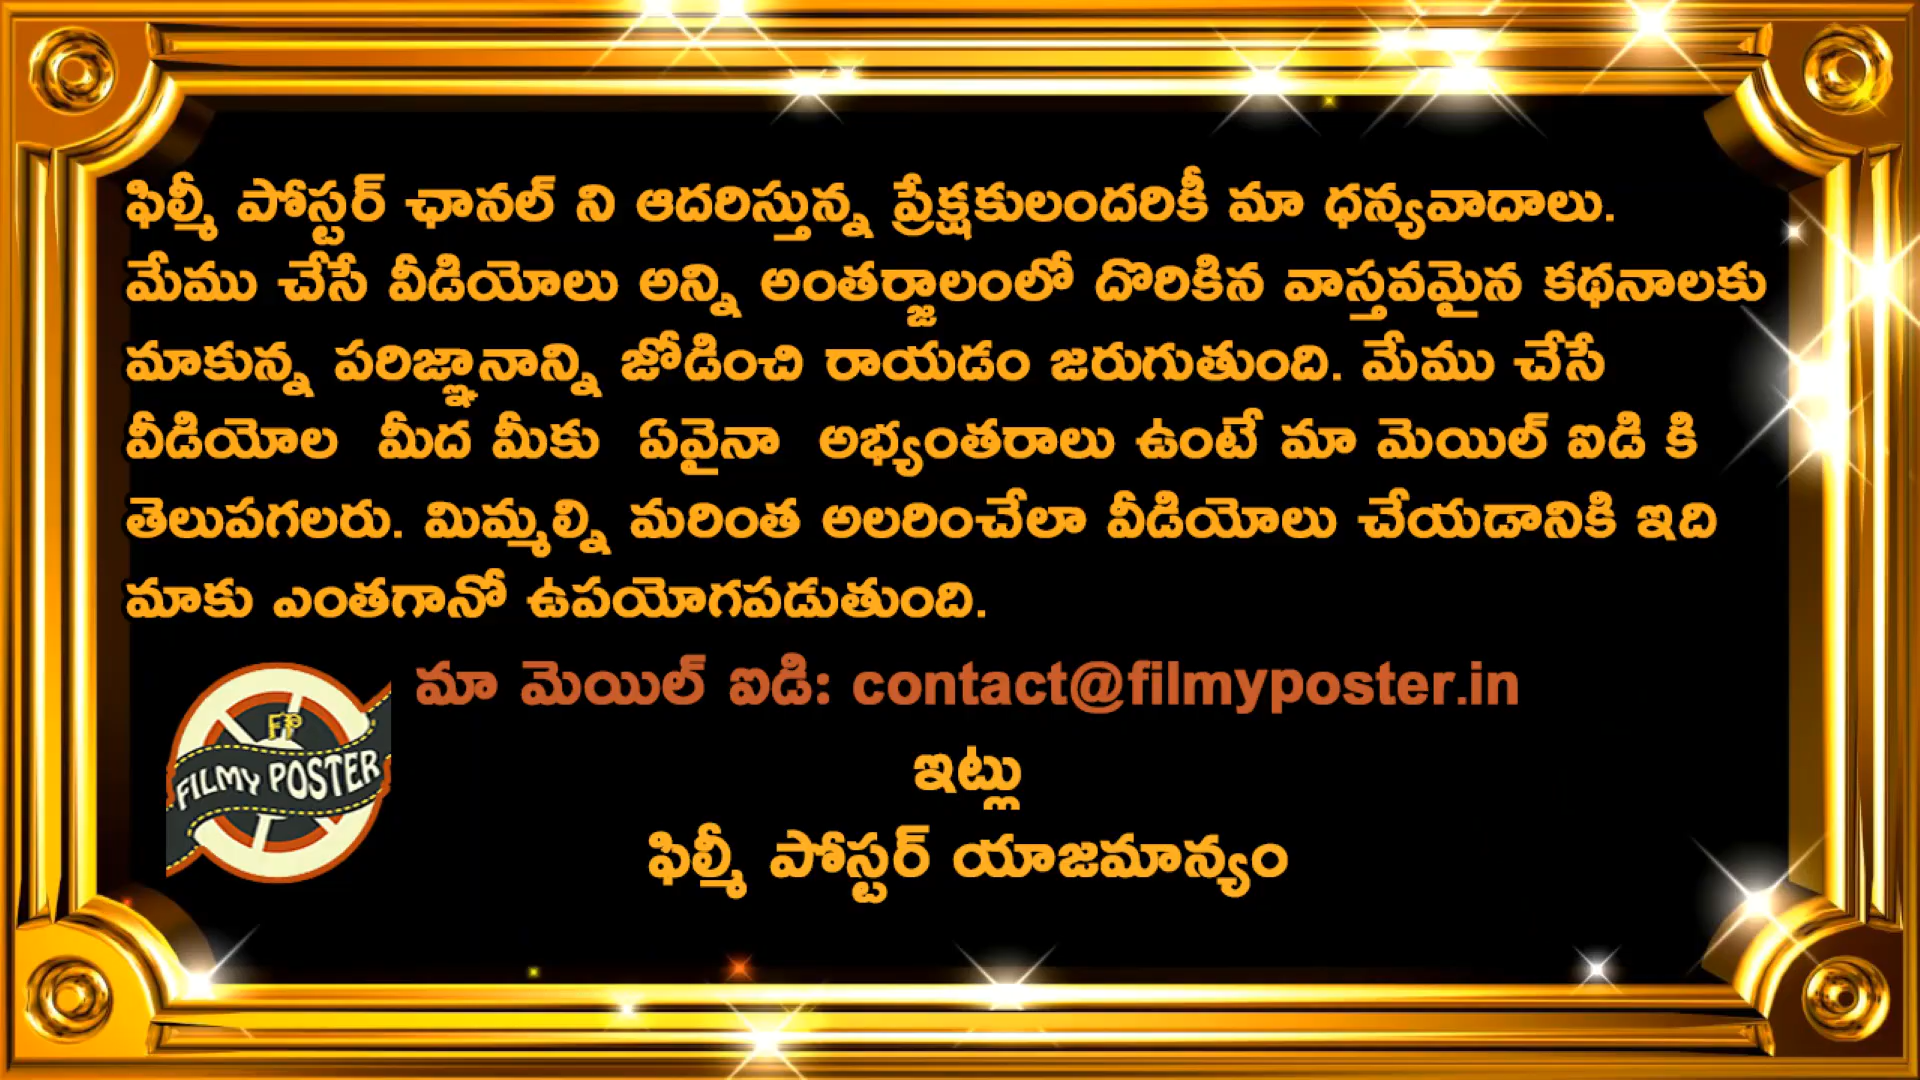 ఫిల్మీ పోస్టర్ ఛానల్ ని ఆదరిస్తున్న ప్రేక్షకులందరికీ మా ధన్యవాదాలు.
మేము చేసే వీడియోలు అన్ని అంతర్జాలంలో దొరికిన వాస్తవమైన కథనాలకు
మాకున్న పరిజ్ఞానాన్ని జోడించి రాయడం జరుగుతుంది. మేము చేసే
వీడియోల మీద మీకు ఏవైనా అభ్యంతరాలు ఉంటే మా మెయిల్ ఐడి కి
తెలుపగలరు. మిమ్మల్ని మరింత అలరించేలా వీడియోలు చేయడానికి ఇది
మాకు ఎంతగానో ఉపయోగపడుతుంది.
మా మెయిల్ ఐడి: contact@filmyposter.in
FP
FILMY POSTER
ఇట్లు
ఫిల్మీ పోస్టర్ యాజమాన్యం